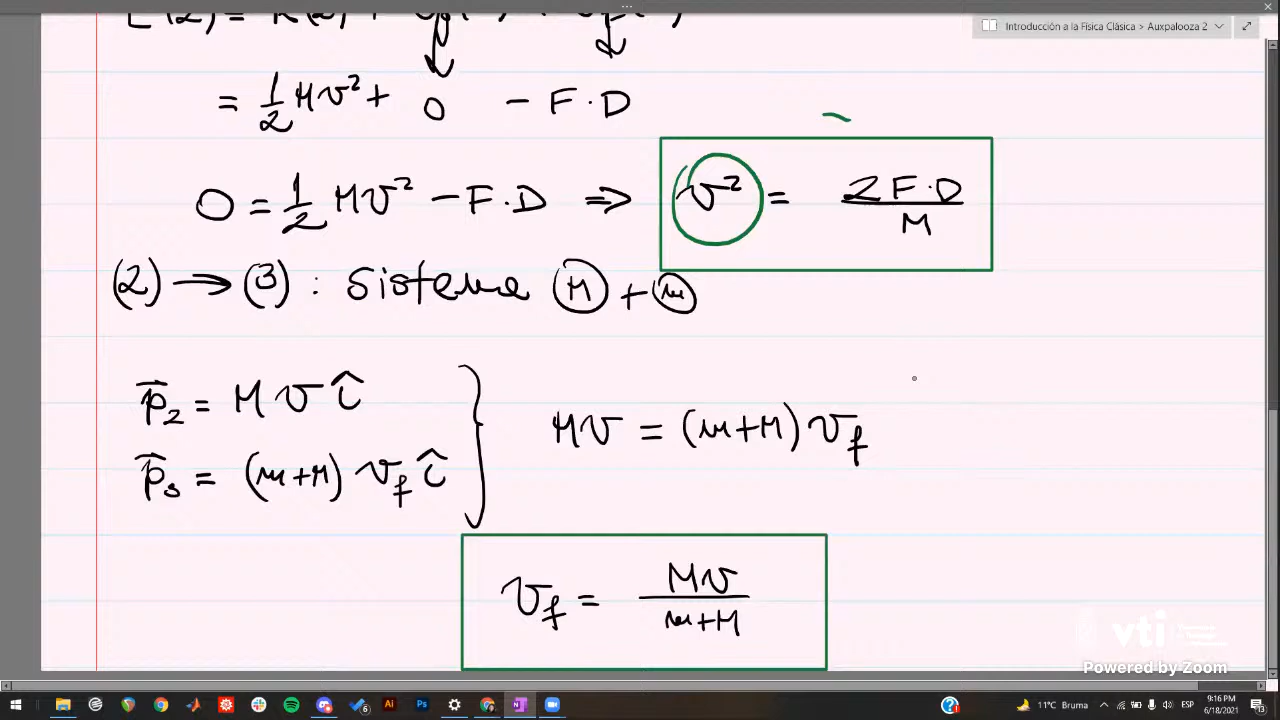 Introducción a la Física Clásica > Auxpalooza 2
= 1/2 Mv² + 0 - F·D
0 = 1/2 Mv² - F·D ⇒ v² = 2F·D/M
(2) → (3) : Sistema (M) + (m)
p⃗₂ = M v î
p⃗₃ = (m+M) v_f î
Mv = (m+M) v_f
v_f = Mv/(m+M)
vti
Powered by Zoom
11°C Bruma
ESP
9:16 PM
6/18/2021